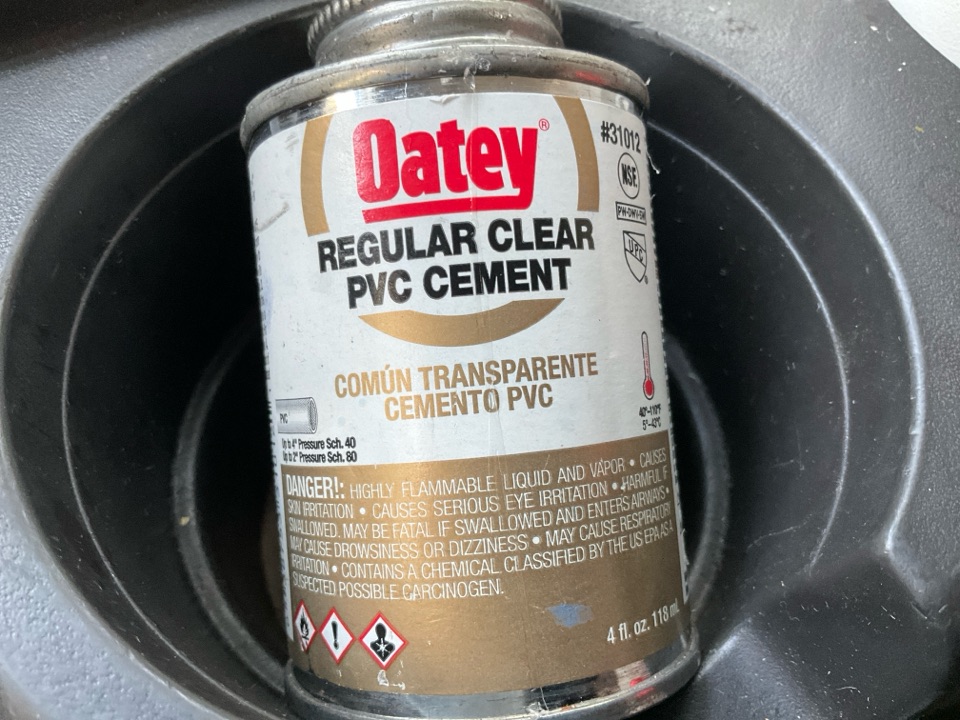 Oatey®
#31012
NSF
PW-DWV-SW
UPC
REGULAR CLEAR
PVC CEMENT
COMÚN TRANSPARENTE
CEMENTO PVC
40°-110°F
5°-43°C
PVC
Up to 4" Pressure Sch. 40
Up to 2" Pressure Sch. 80
DANGER!: HIGHLY FLAMMABLE LIQUID AND VAPOR • CAUSES
SKIN IRRITATION • CAUSES SERIOUS EYE IRRITATION • HARMFUL IF
SWALLOWED. MAY BE FATAL IF SWALLOWED AND ENTERS AIRWAYS •
MAY CAUSE DROWSINESS OR DIZZINESS • MAY CAUSE RESPIRATORY
IRRITATION • CONTAINS A CHEMICAL CLASSIFIED BY THE US EPA AS A
SUSPECTED POSSIBLE CARCINOGEN.
4 fl. oz. 118 mL